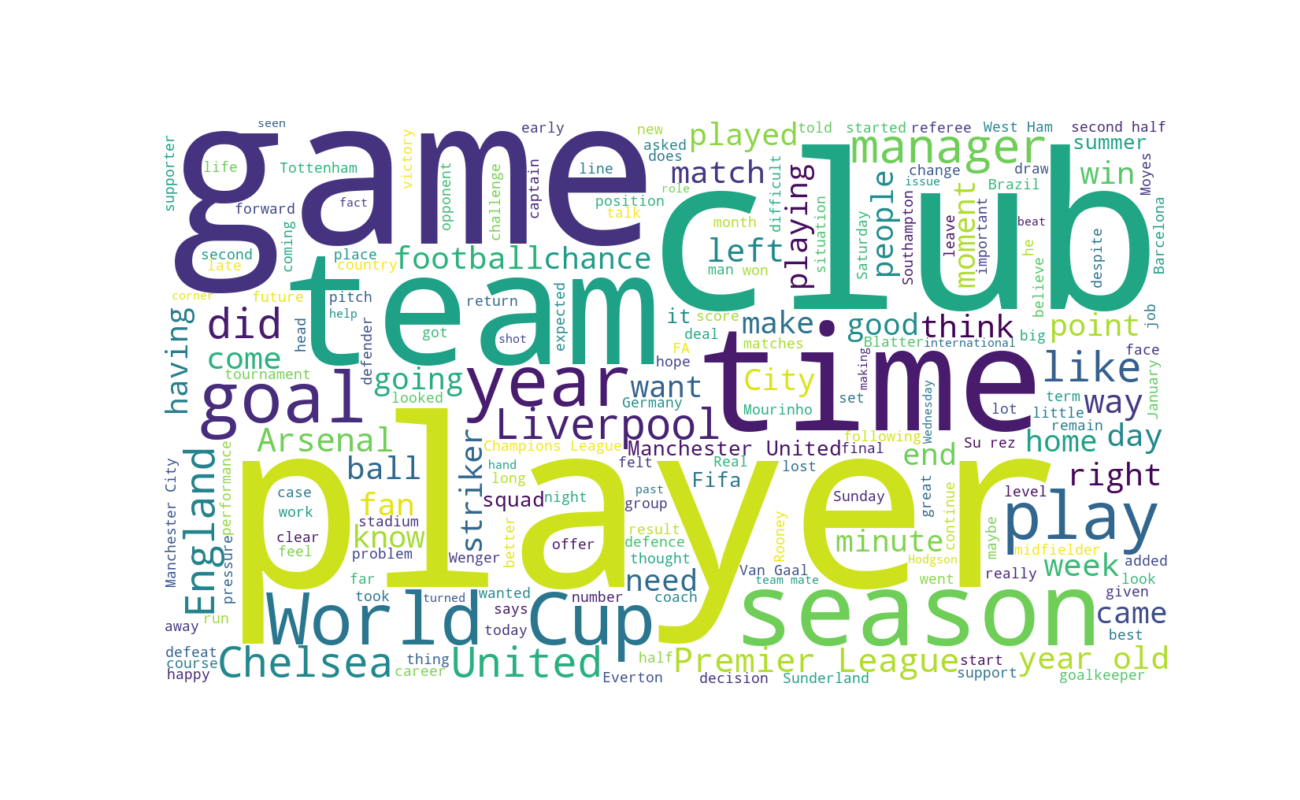 game
club
player
time
team
season
play
World Cup
goal
year
manager
Liverpool
England
Chelsea
United
Premier League
year old
Arsenal
football
chance
match
played
playing
left
people
moment
win
did
come
having
going
want
make
good
think
point
like
way
day
home
right
week
came
minute
need
know
fan
ball
striker
squad
City
Manchester United
Fifa
end
it
summer
seen
early
new
told
started
referee
West Ham
second half
supporter
life
Tottenham
victory
opponent
challenge
captain
line
asked
does
position
role
talk
difficult
change
issue
draw
Brazil
Moyes
forward
fact
month
situation
Saturday
Southampton
leave
important
beat
he
believe
despite
Barcelona
second
late
coming
place
country
man
won
corner
future
pitch
help
head
defender
return
got
shot
expected
score
deal
FA
matches
hope
Blatter
international
big
job
face
tournament
looked
Germany
Mourinho
making
set
Wednesday
lot
term
little
remain
January
Champions League
following
final
Su rez
performance
Manchester City
pressure
case
work
clear
feel
stadium
problem
Wenger
hand
long
felt
night
better
offer
past
group
result
defence
thought
Real
lost
Sunday
Rooney
great
continue
Hodgson
level
maybe
midfielder
really
added
look
given
went
Van Gaal
team mate
far
took
turned
wanted
number
coach
says
today
run
away
defeat
course
happy
thing
career
half
Everton
decision
Sunderland
start
support
best
goalkeeper